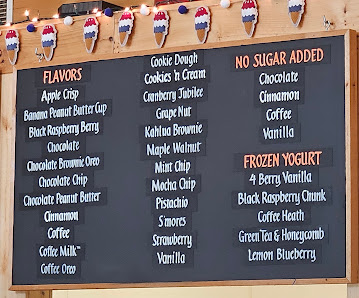 FLAVORS
Apple Crisp
Banana Peanut Butter Cup
Black Raspberry Berry
Chocolate
Chocolate Brownie Oreo
Chocolate Chip
Chocolate Peanut Butter
Cinnamon
Coffee
Coffee Milk™
Coffee Oreo
Cookie Dough
Cookies 'n Cream
Cranberry Jubilee
Grape Nut
Kahlua Brownie
Maple Walnut
Mint Chip
Mocha Chip
Pistachio
S'mores
Strawberry
Vanilla
NO SUGAR ADDED
Chocolate
Cinnamon
Coffee
Vanilla
FROZEN YOGURT
4 Berry Vanilla
Black Raspberry Chunk
Coffee Heath
Green Tea & Honeycomb
Lemon Blueberry